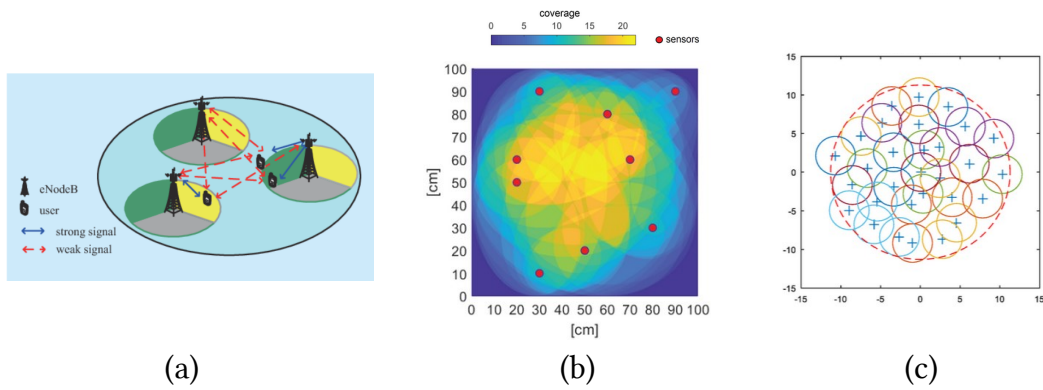 eNodeB
user
strong signal
weak signal
(a)
coverage
0 5 10 15 20
sensors
100
90
80
70
60
50
40
30
20
10
0
[cm]
0 10 20 30 40 50 60 70 80 90 100
[cm]
(b)
15
10
5
0
-5
-10
-15
-15 -10 -5 0 5 10 15
(c)